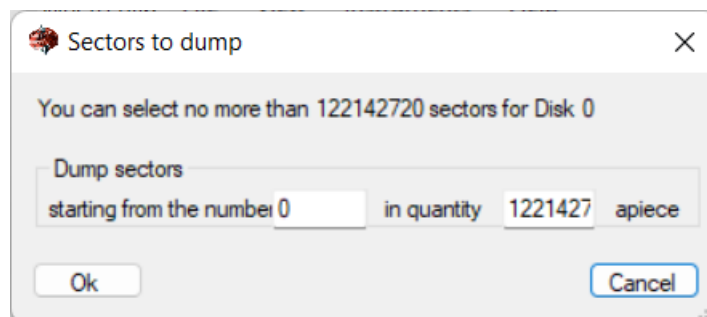 Sectors to dump
You can select no more than 122142720 sectors for Disk 0
Dump sectors
starting from the number 0 in quantity 1221427 apiece
Ok Cancel